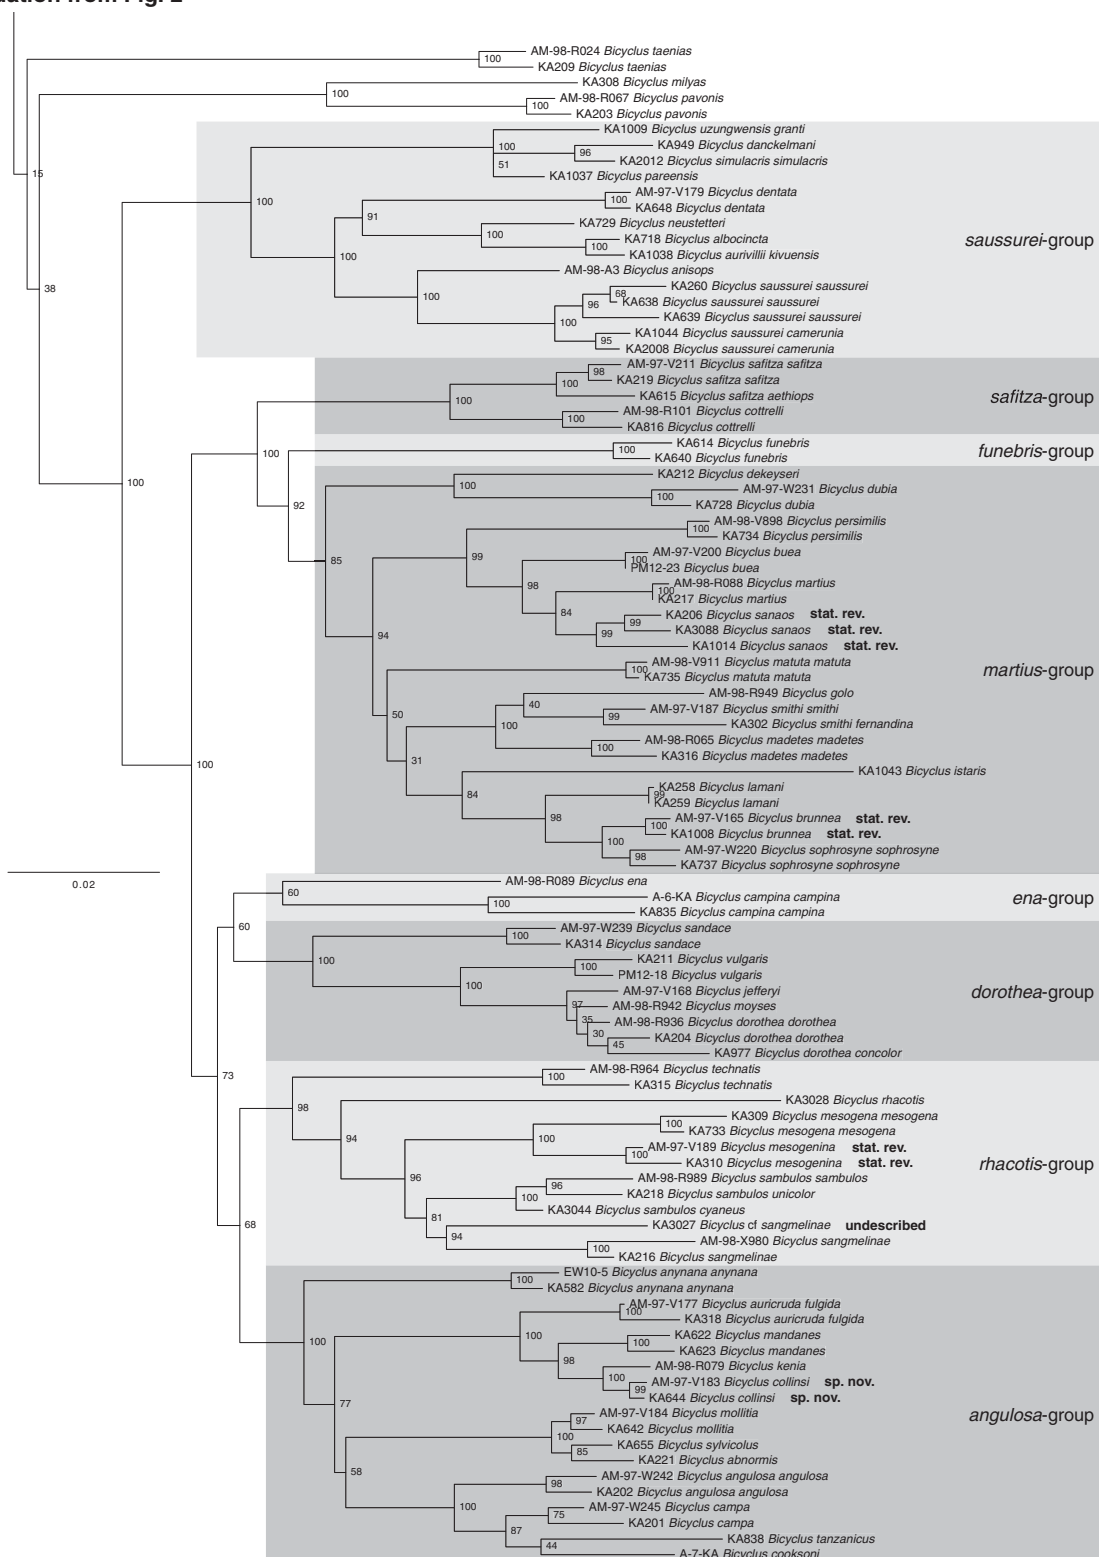 uation from Fig. 2
AM-98-R024 Bicyclus taenias
100
KA209 Bicyclus taenias
KA308 Bicyclus milyas
100
AM-98-R067 Bicyclus pavonis
100
KA203 Bicyclus pavonis
KA1009 Bicyclus uzungwensis granti
100
KA949 Bicyclus danckelmani
96
KA2012 Bicyclus simulacris simulacris
51
15
KA1037 Bicyclus pareensis
AM-97-V179 Bicyclus dentata
100
100
KA648 Bicyclus dentata
91
KA729 Bicyclus neustetteri
100
KA718 Bicyclus albocincta
saussurei-group
100
KA1038 Bicyclus aurivillii kivuensis
100
AM-98-A3 Bicyclus anisops
38
KA260 Bicyclus saussurei saussurei
68
100
KA638 Bicyclus saussurei saussurei
96
KA639 Bicyclus saussurei saussurei
100
KA1044 Bicyclus saussurei camerunia
95
KA2008 Bicyclus saussurei camerunia
AM-97-V211 Bicyclus safitza safitza
98
KA219 Bicyclus safitza safitza
100
KA615 Bicyclus safitza aethiops
safitza-group
100
AM-98-R101 Bicyclus cottrelli
100
KA816 Bicyclus cottrelli
KA614 Bicyclus funebris
100
100
funebris-group
KA640 Bicyclus funebris
KA212 Bicyclus dekeyseri
100
100
AM-97-W231 Bicyclus dubia
100
KA728 Bicyclus dubia
92
AM-98-V898 Bicyclus persimilis
100
KA734 Bicyclus persimilis
99
AM-97-V200 Bicyclus buea
85
100
PM12-23 Bicyclus buea
98
AM-98-R088 Bicyclus martius
100
KA217 Bicyclus martius
84
KA206 Bicyclus sanaos stat. rev.
99
KA3088 Bicyclus sanaos stat. rev.
99
94
KA1014 Bicyclus sanaos stat. rev.
AM-98-V911 Bicyclus matuta matuta
100
martius-group
KA735 Bicyclus matuta matuta
AM-98-R949 Bicyclus golo
40
AM-97-V187 Bicyclus smithi smithi
50
99
KA302 Bicyclus smithi fernandina
100
AM-98-R065 Bicyclus madetes madetes
100
KA316 Bicyclus madetes madetes
31
100
KA1043 Bicyclus istaris
KA258 Bicyclus lamani
84
99
KA259 Bicyclus lamani
98
AM-97-V165 Bicyclus brunnea stat. rev.
100
KA1008 Bicyclus brunnea stat. rev.
100
AM-97-W220 Bicyclus sophrosyne sophrosyne
98
KA737 Bicyclus sophrosyne sophrosyne
0.02
AM-98-R089 Bicyclus ena
60
A-6-KA Bicyclus campina campina
ena-group
100
KA835 Bicyclus campina campina
60
AM-97-W239 Bicyclus sandace
100
KA314 Bicyclus sandace
100
KA211 Bicyclus vulgaris
100
PM12-18 Bicyclus vulgaris
100
AM-97-V168 Bicyclus jefferyi
dorothea-group
97
AM-98-R942 Bicyclus moyses
35
AM-98-R936 Bicyclus dorothea dorothea
30
KA204 Bicyclus dorothea dorothea
45
KA977 Bicyclus dorothea concolor
AM-98-R964 Bicyclus technatis
73
100
KA315 Bicyclus technatis
KA3028 Bicyclus rhacotis
98
KA309 Bicyclus mesogena mesogena
100
KA733 Bicyclus mesogena mesogena
94
100
AM-97-V189 Bicyclus mesogenina stat. rev.
100
KA310 Bicyclus mesogenina stat. rev.
rhacotis-group
96
AM-98-R989 Bicyclus sambulos sambulos
96
KA218 Bicyclus sambulos unicolor
100
KA3044 Bicyclus sambulos cyaneus
81
KA3027 Bicyclus cf sangmelinae undescribed
68
94
AM-98-X980 Bicyclus sangmelinae
100
KA216 Bicyclus sangmelinae
EW10-5 Bicyclus anynana anynana
100
KA582 Bicyclus anynana anynana
AM-97-V177 Bicyclus auricruda fulgida
100
KA318 Bicyclus auricruda fulgida
100
KA622 Bicyclus mandanes
100
100
KA623 Bicyclus mandanes
98
AM-98-R079 Bicyclus kenia
100
AM-97-V183 Bicyclus collinsi sp. nov.
99
KA644 Bicyclus collinsi sp. nov.
77
AM-97-V184 Bicyclus mollitia
97
angulosa-group
KA642 Bicyclus mollitia
100
KA655 Bicyclus sylvicolus
85
KA221 Bicyclus abnormis
58
AM-97-W242 Bicyclus angulosa angulosa
98
KA202 Bicyclus angulosa angulosa
100
AM-97-W245 Bicyclus campa
75
KA201 Bicyclus campa
87
KA838 Bicyclus tanzanicus
44
A-7-KA Bicyclus cooksoni